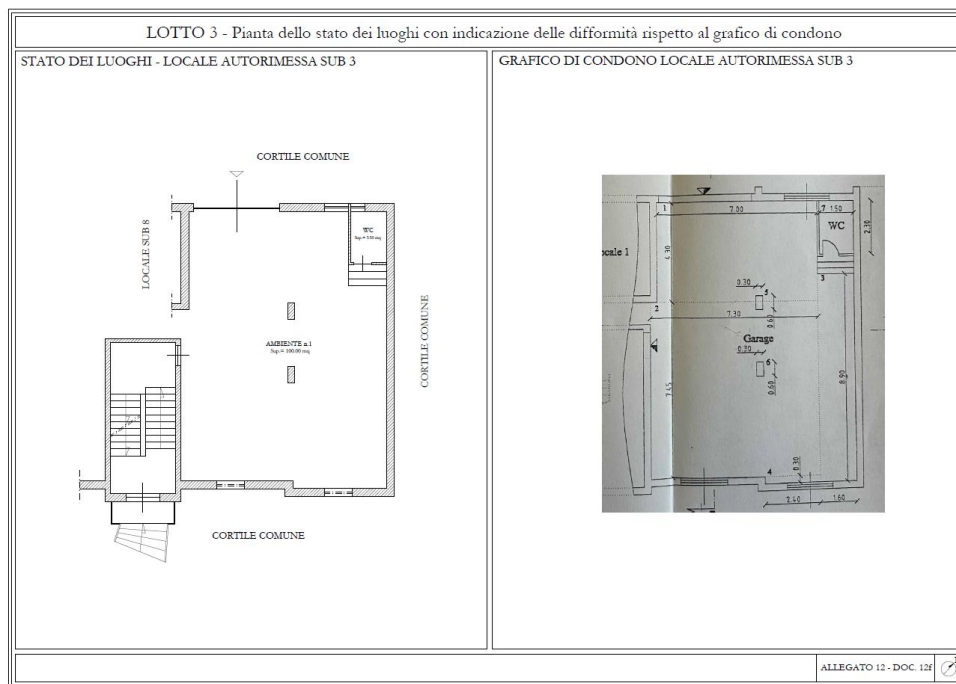 LOTTO 3 - Pianta dello stato dei luoghi con indicazione delle difformità rispetto al grafico di condono
STATO DEI LUOGHI - LOCALE AUTORIMESSA SUB 3
CORTILE COMUNE
LOCALE SUB 8
WC
AMBIENTE n.1
Sup.= 100.00 mq
CORTILE COMUNE
CORTILE COMUNE
GRAFICO DI CONDONO LOCALE AUTORIMESSA SUB 3
1
7.00
7
1.50
WC
2.30
4.30
ocale 1
3
0.30
5
2
7.30
0.60
Garage
0.30
6
0.60
8.90
7.45
4
0.30
2.40
1.60
ALLEGATO 12 - DOC. 12f